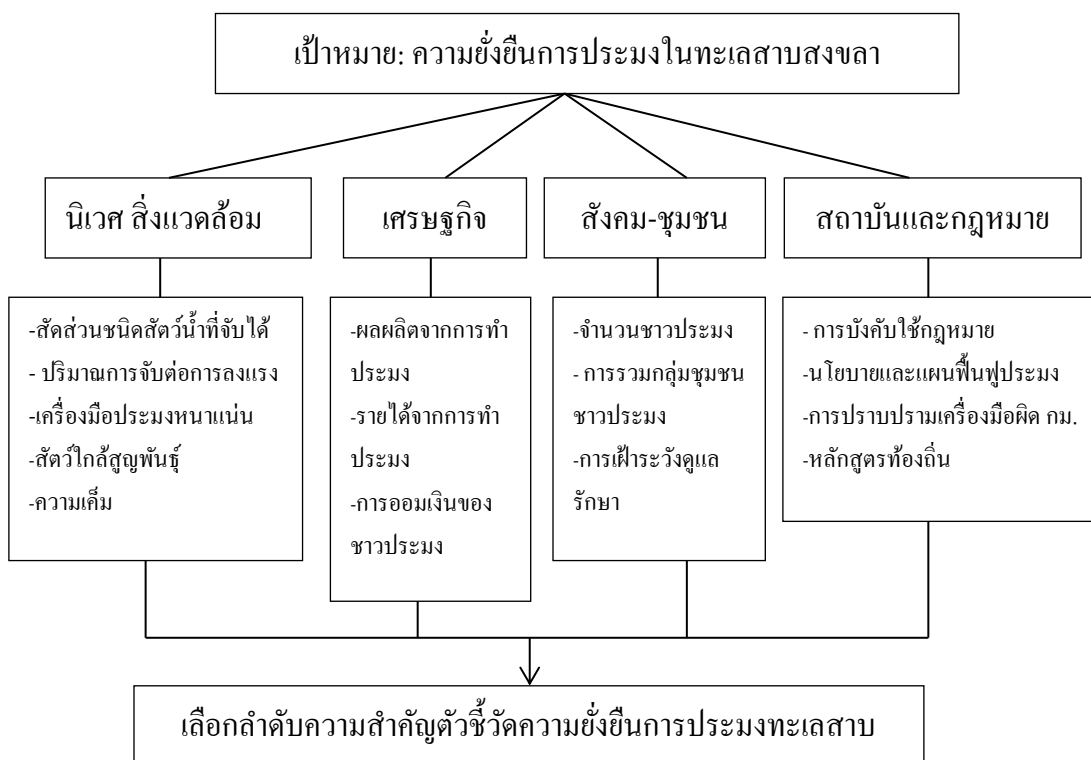 เป้าหมาย: ความยั่งยืนการประมงในทะเลสาบสงขลา
นิเวศ สิ่งแวดล้อม
เศรษฐกิจ
สังคม-ชุมชน
สถาบันและกฎหมาย
-สัดส่วนชนิดสัตว์น้ำที่จับได้
- ปริมาณการจับต่อการลงแรง
-เครื่องมือประมงหนาแน่น
-สัตว์ใกล้สูญพันธุ์
-ความเค็ม
-ผลผลิตจากการทำ
ประมง
-รายได้จากการทำ
ประมง
-การออมเงินของ
ชาวประมง
-จำนวนชาวประมง
- การรวมกลุ่มชุมชน
ชาวประมง
-การเฝ้าระวังดูแล
รักษา
- การบังคับใช้กฎหมาย
-นโยบายและแผนฟื้นฟูประมง
-การปราบปรามเครื่องมือผิด กม.
-หลักสูตรท้องถิ่น
เลือกลำดับความสำคัญตัวชี้วัดความยั่งยืนการประมงทะเลสาบ